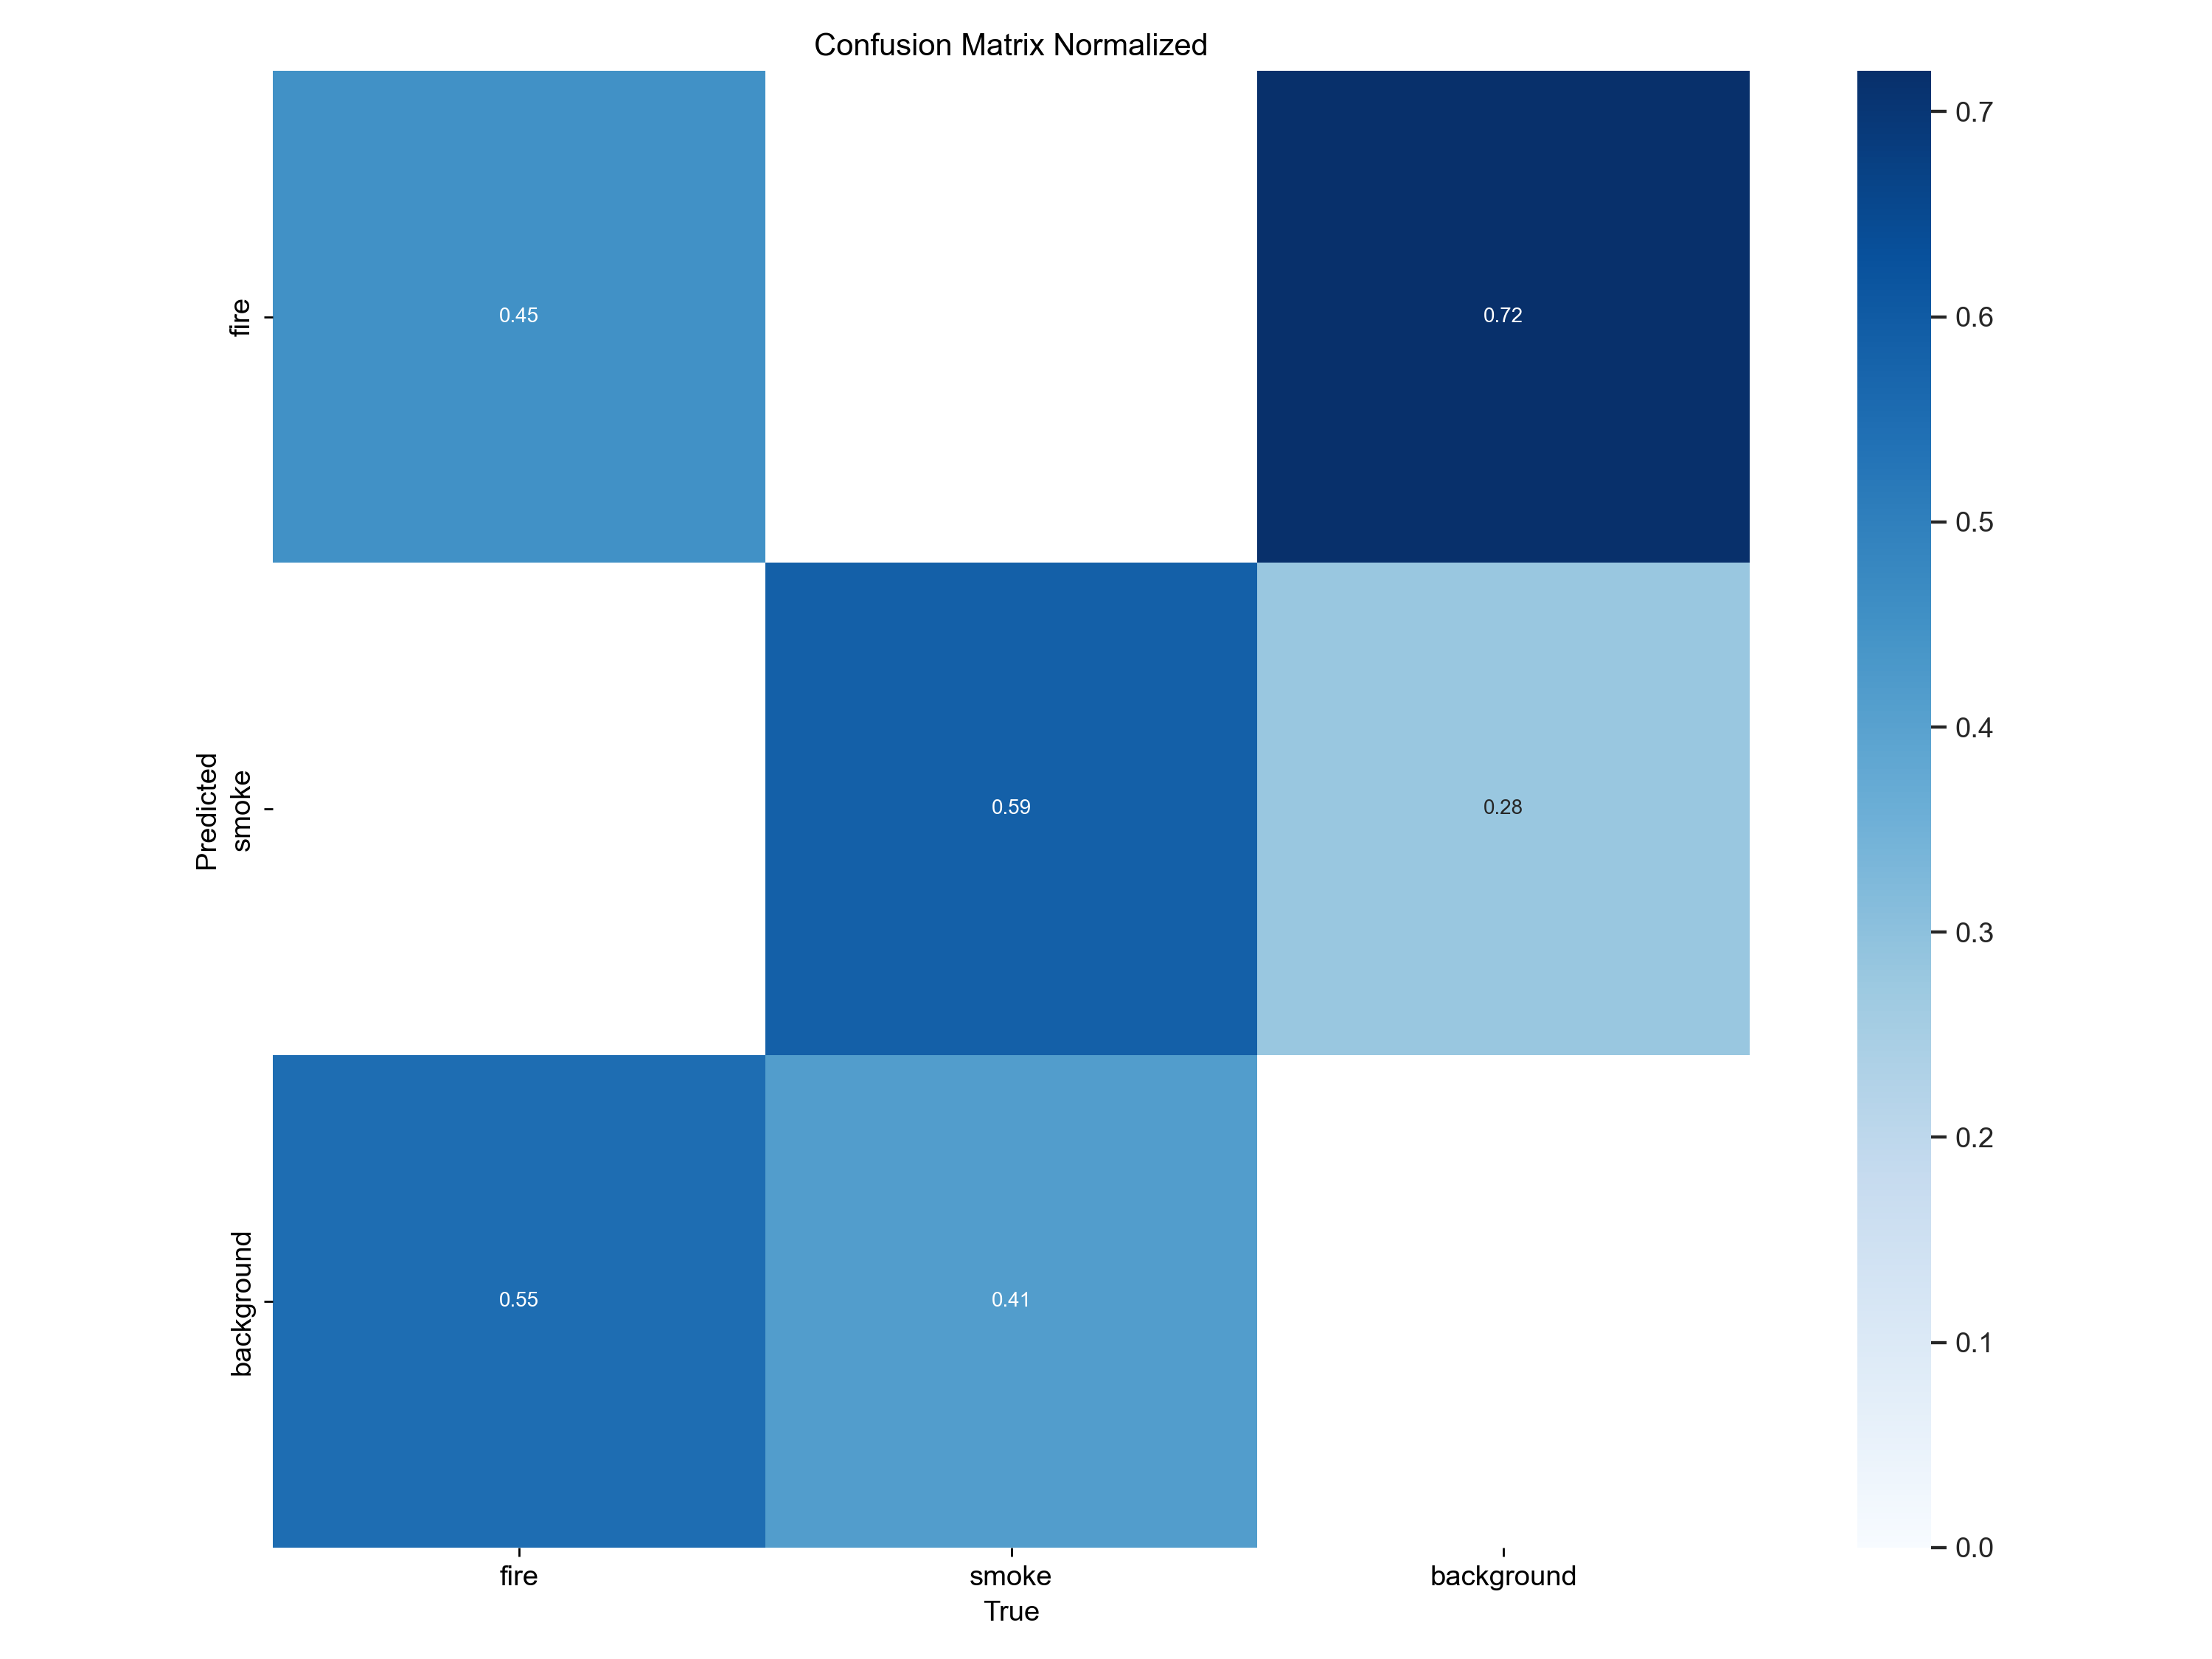 Confusion Matrix Normalized
0.45
0.72
0.59
0.28
0.55
0.41
fire
smoke
background
Predicted
fire
smoke
background
True
0.7
0.6
0.5
0.4
0.3
0.2
0.1
0.0